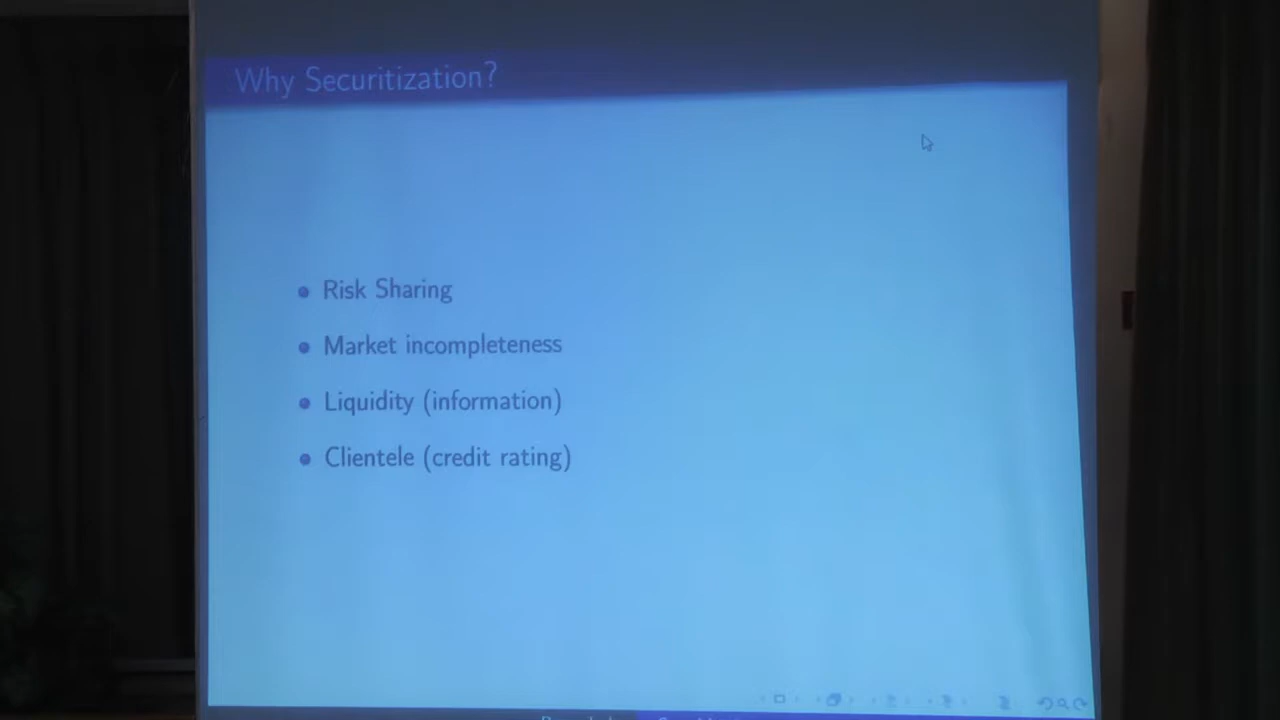 Why Securitization?
Risk Sharing
Market incompleteness
Liquidity (information)
Clientele (credit rating)